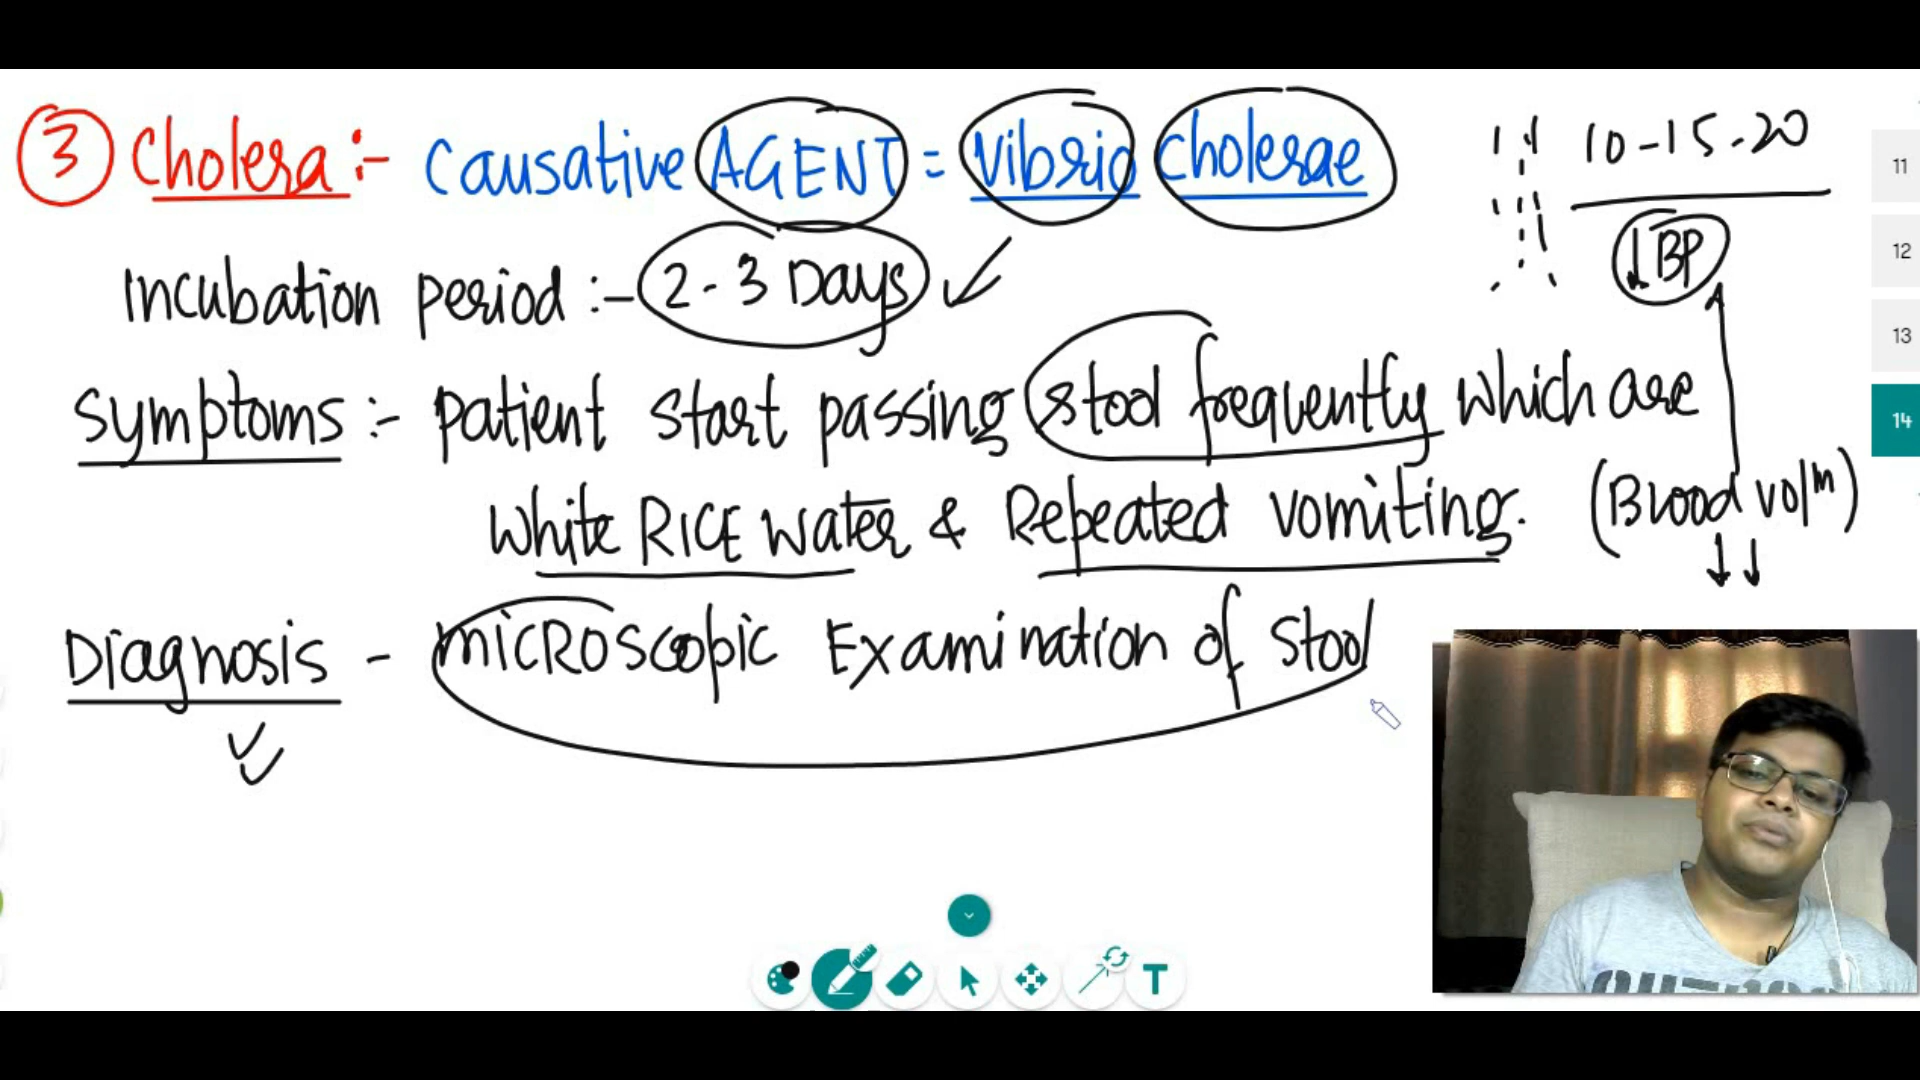 ③ Cholera :- Causative AGENT = Vibrio cholerae
10-15-20
↓BP
Incubation period :- 2-3 Days ✓
Symptoms :- patient start passing stool frequently which are
White RICE Water & Repeated vomiting.
(Blood volm)
↓↓
Diagnosis - microscopic Examination of stool
11
12
13
14
T